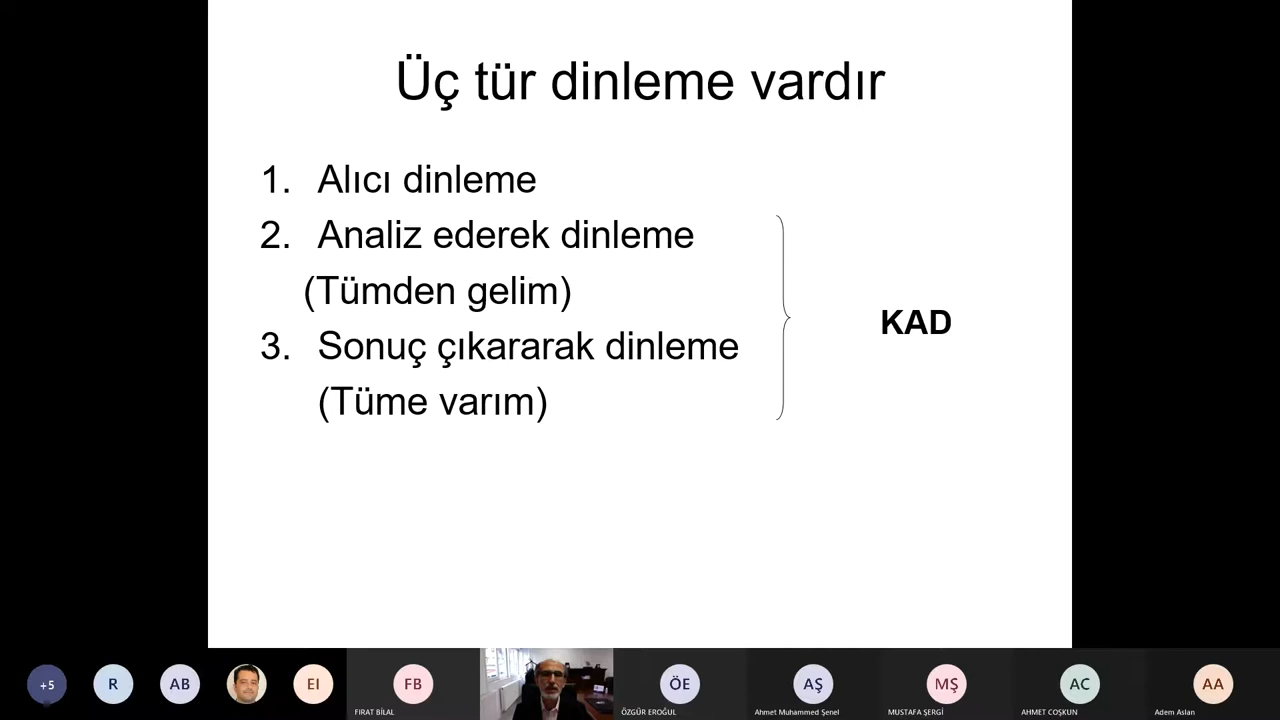 Üç tür dinleme vardır
1. Alıcı dinleme
2. Analiz ederek dinleme
(Tümden gelim)
3. Sonuç çıkararak dinleme
(Tüme varım)
KAD
+5
R
AB
EI
FB
FIRAT BİLAL
ÖE
ÖZGÜR EROĞUL
AŞ
Ahmet Muhammed Şenel
MŞ
MUSTAFA ŞERGİ
AC
AHMET COŞKUN
AA
Adem Aslan